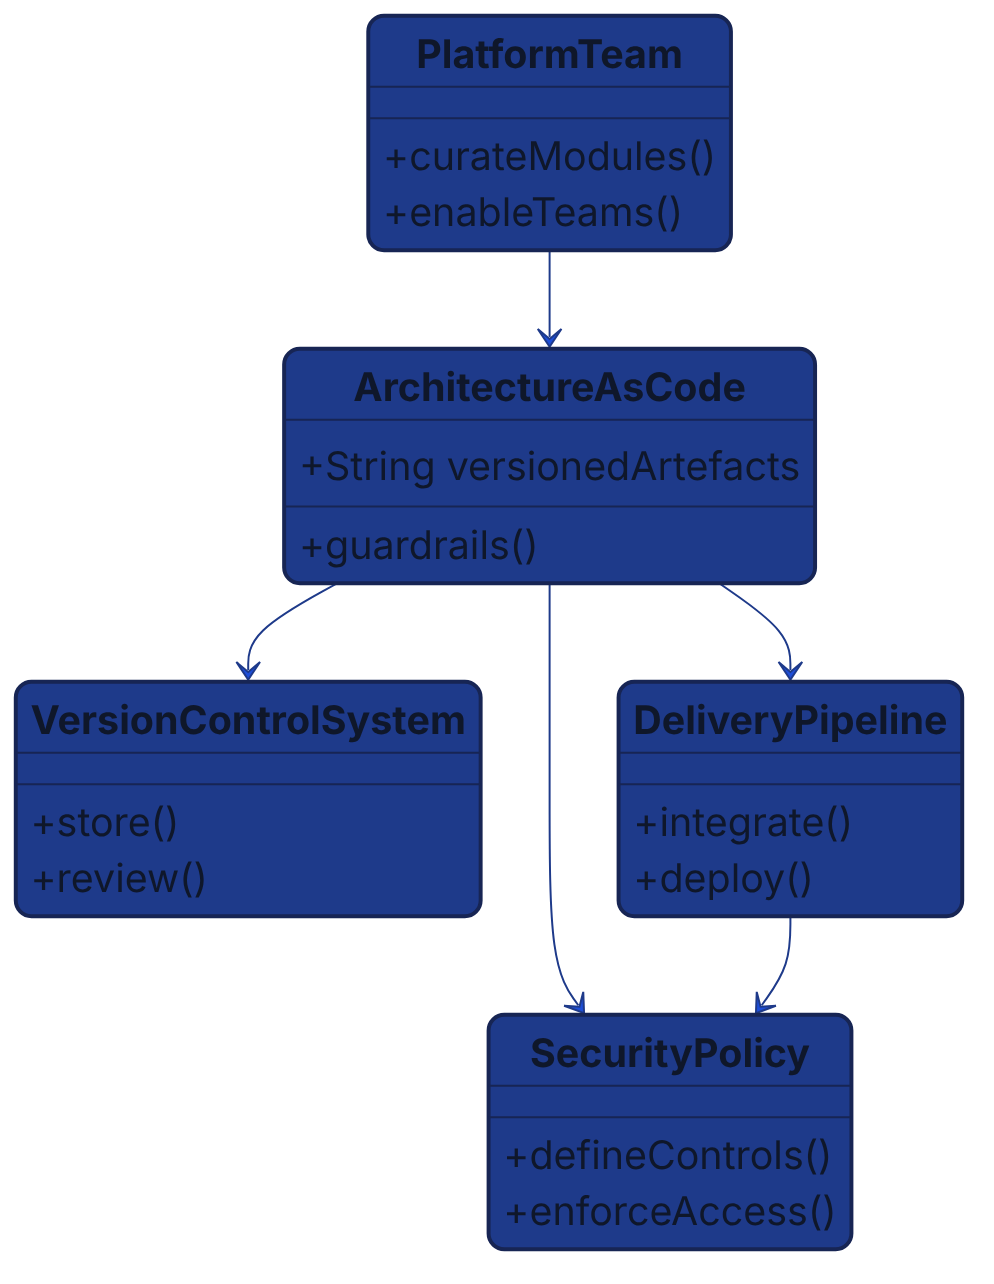 PlatformTeam
+curateModules()
+enableTeams()
ArchitectureAsCode
+String versionedArtefacts
+guardrails()
VersionControlSystem
+store()
+review()
DeliveryPipeline
+integrate()
+deploy()
SecurityPolicy
+defineControls()
+enforceAccess()